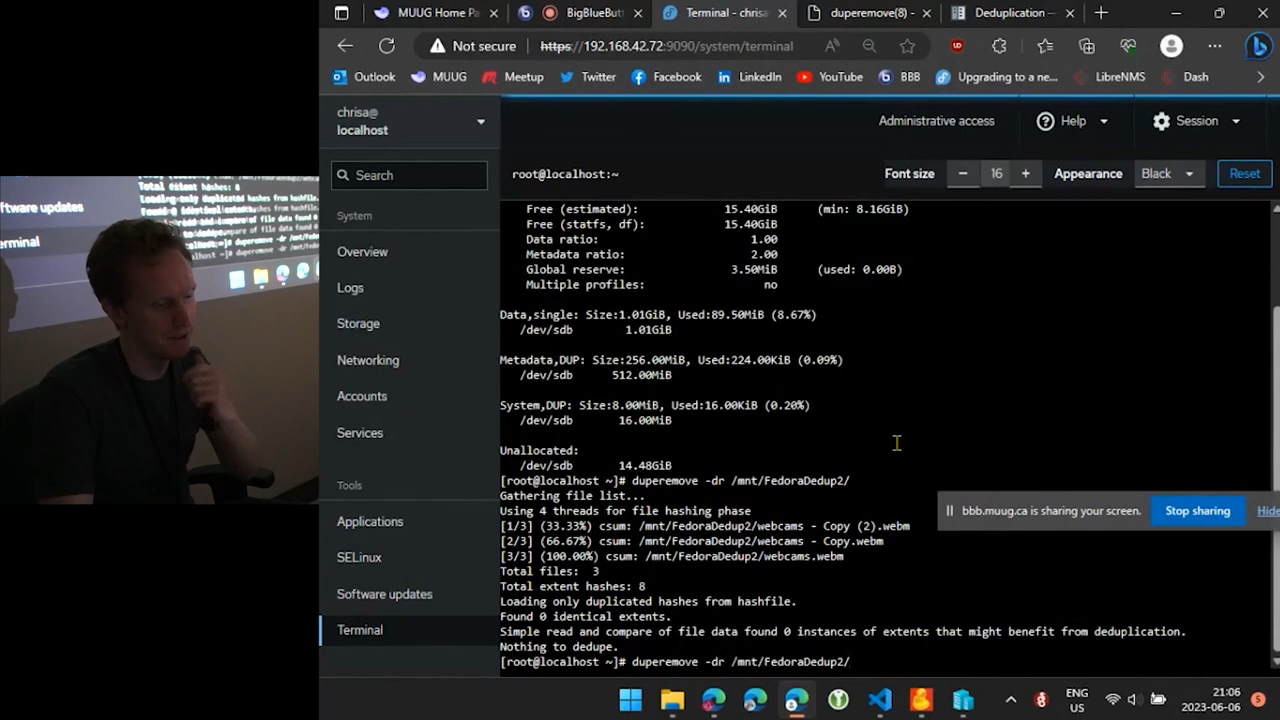 MUUG Home Pa
BigBlueButt
Terminal - chrisa
duperemove(8) -
Deduplication —
Not secure
https://192.168.42.72:9090/system/terminal
Outlook
MUUG
Meetup
Twitter
Facebook
LinkedIn
YouTube
BBB
Upgrading to a ne...
LibreNMS
Dash
chrisa@
localhost
Administrative access
Help
Session
Search
root@localhost:~
Font size
16
Appearance
Black
Reset
System
Overview
Logs
Storage
Networking
Accounts
Services
Tools
Applications
SELinux
Software updates
Terminal
Free (estimated): 15.40GiB (min: 8.16GiB)
Free (statfs, df): 15.40GiB
Data ratio: 1.00
Metadata ratio: 2.00
Global reserve: 3.50MiB (used: 0.00B)
Multiple profiles: no
Data,single: Size:1.01GiB, Used:89.50MiB (8.67%)
/dev/sdb 1.01GiB
Metadata,DUP: Size:256.00MiB, Used:224.00KiB (0.09%)
/dev/sdb 512.00MiB
System,DUP: Size:8.00MiB, Used:16.00KiB (0.20%)
/dev/sdb 16.00MiB
Unallocated:
/dev/sdb 14.48GiB
[root@localhost ~]# duperemove -dr /mnt/FedoraDedup2/
Gathering file list...
Using 4 threads for file hashing phase
[1/3] (33.33%) csum: /mnt/FedoraDedup2/webcams - Copy (2).webm
[2/3] (66.67%) csum: /mnt/FedoraDedup2/webcams - Copy.webm
[3/3] (100.00%) csum: /mnt/FedoraDedup2/webcams.webm
Total files: 3
Total extent hashes: 8
Loading only duplicated hashes from hashfile.
Found 0 identical extents.
Simple read and compare of file data found 0 instances of extents that might benefit from deduplication.
Nothing to dedupe.
[root@localhost ~]# duperemove -dr /mnt/FedoraDedup2/
bbb.muug.ca is sharing your screen.
Stop sharing
Hide
ENG
US
21:06
2023-06-06
5
ftware updates
Terminal